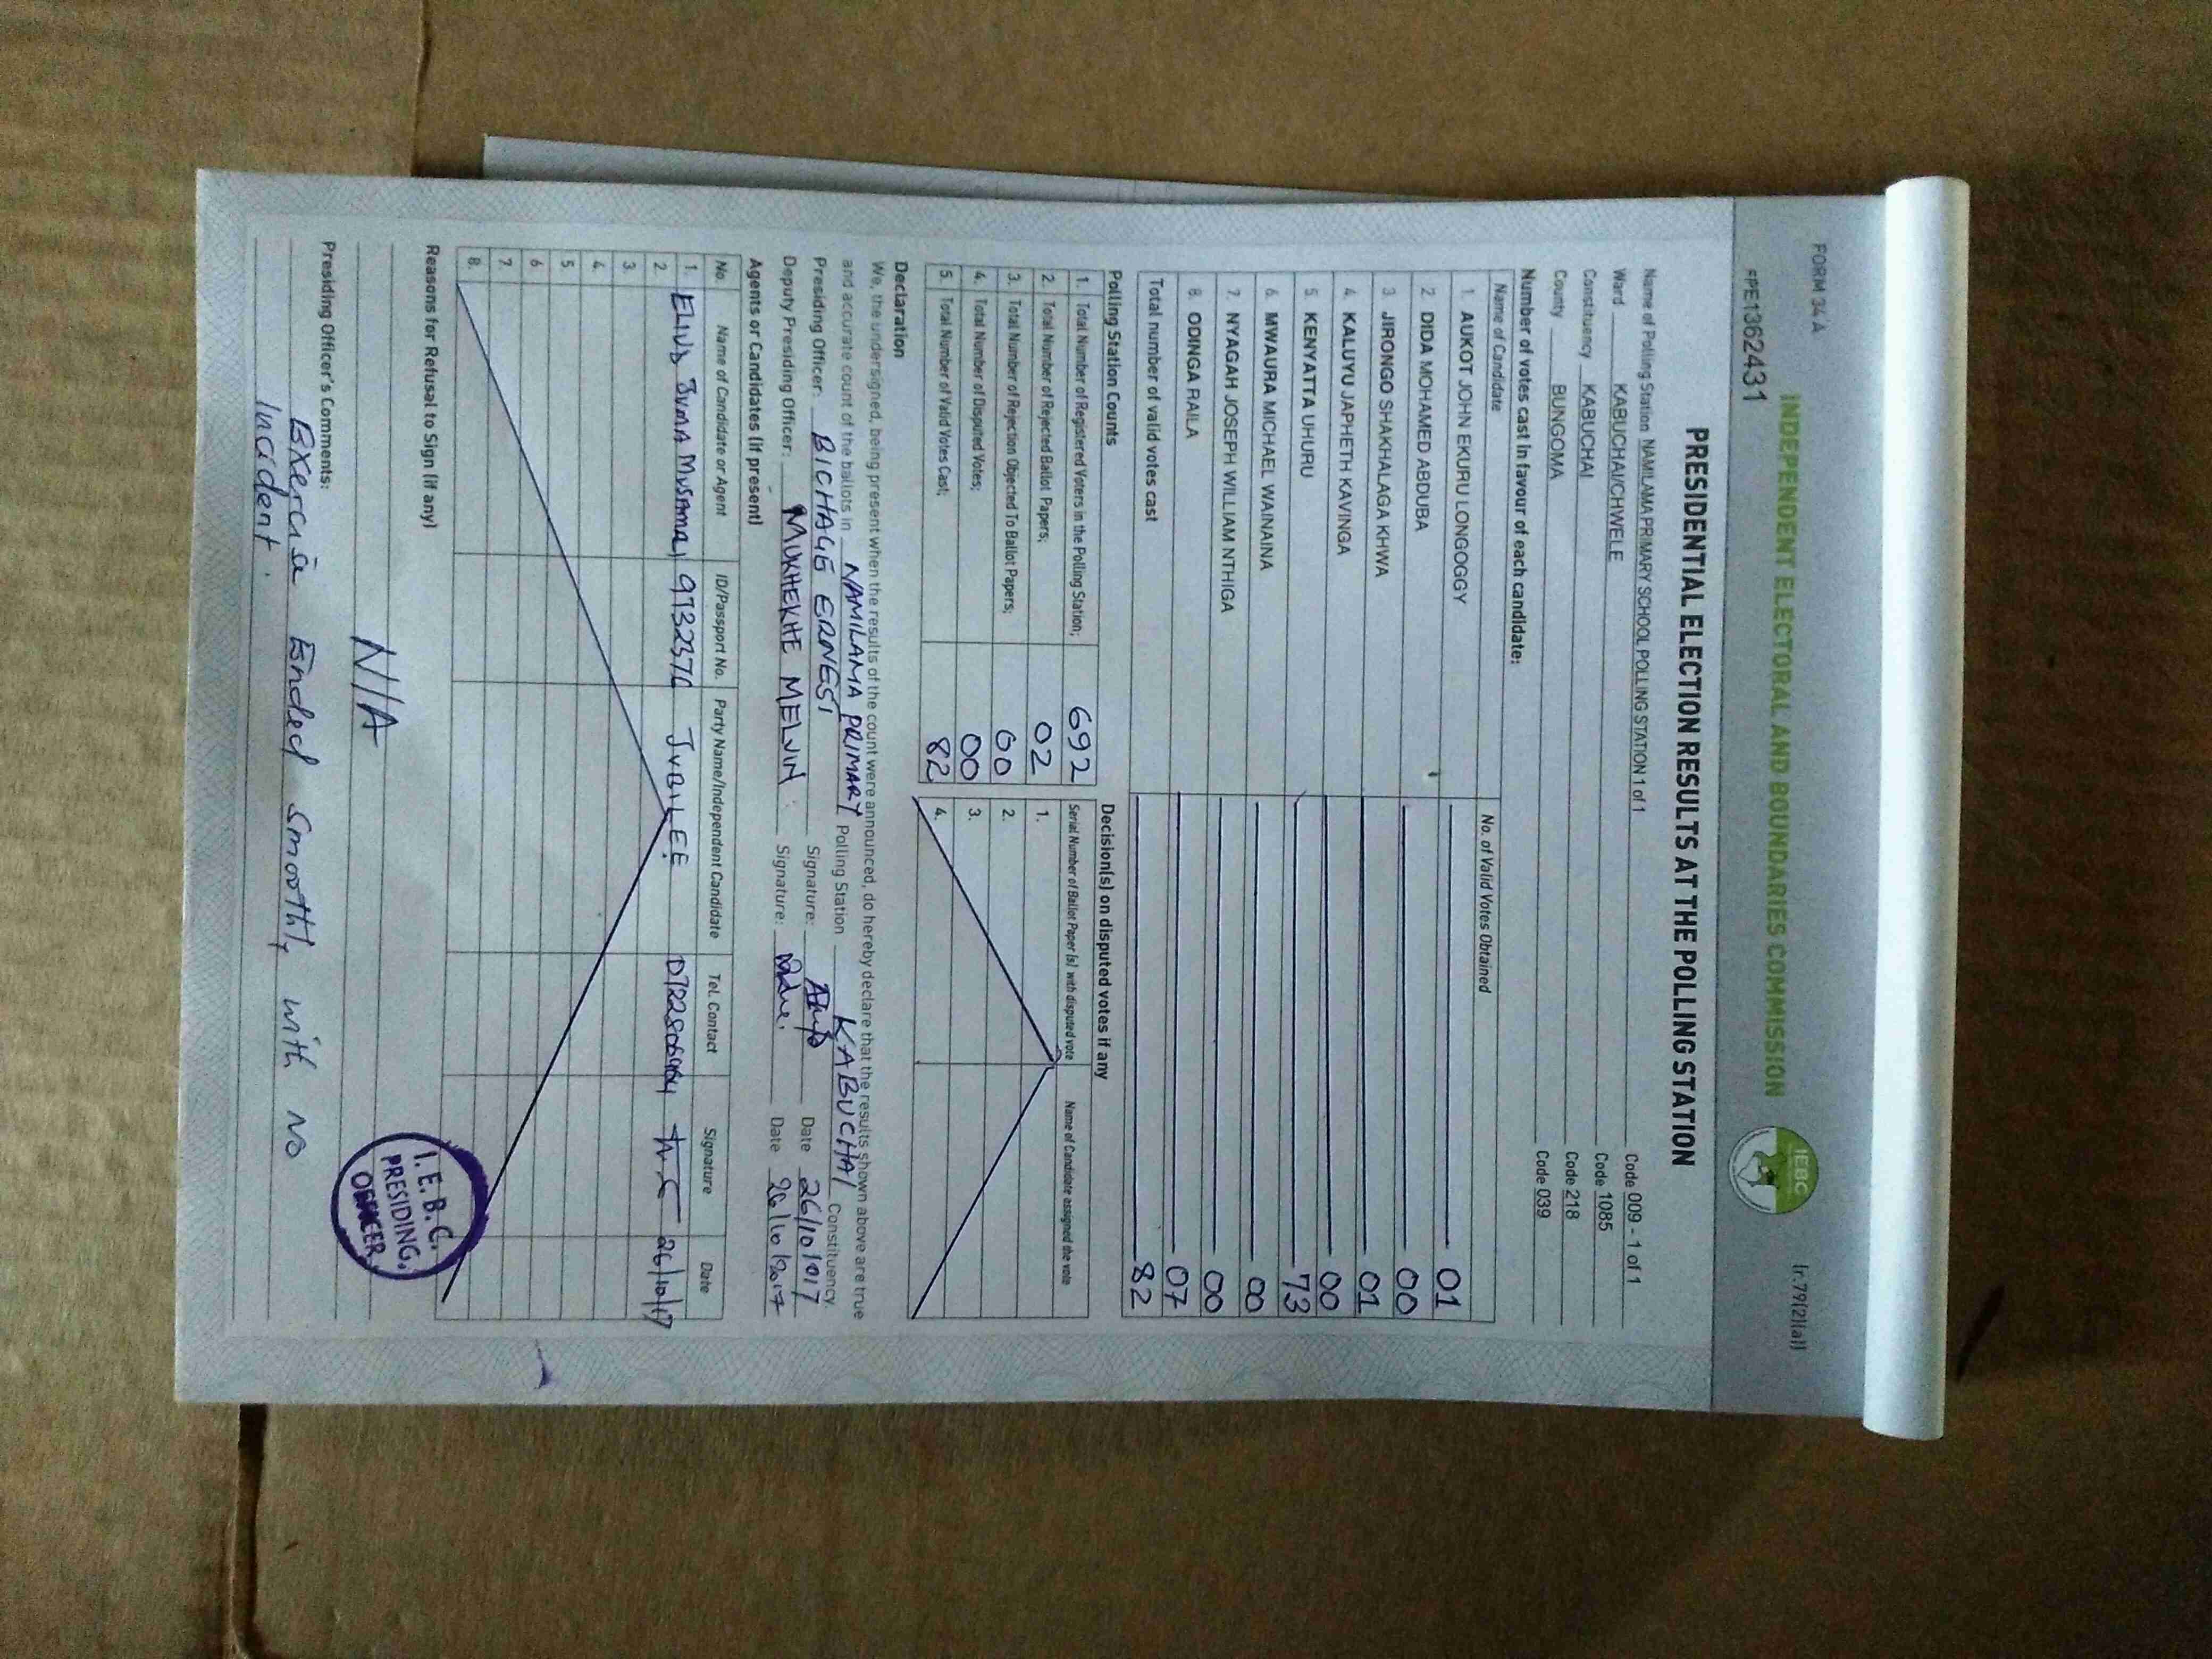 FORM 34 A
(r.79(2)(a))
INDEPENDENT ELECTORAL AND BOUNDARIES COMMISSION
IEBC
PE1362431
PRESIDENTIAL ELECTION RESULTS AT THE POLLING STATION
Name of Polling Station NAMILAMA PRIMARY SCHOOL POLLING STATION 1 of 1 Code 009 - 1 of 1
Ward KABUCHAI/CHWELE Code 1085
Constituency KABUCHAI Code 218
County BUNGOMA Code 039
Number of votes cast in favour of each candidate:
Name of Candidate No. of Valid Votes Obtained
1. AUKOT JOHN EKURU LONGOGGY 01
2. DIDA MOHAMED ABDUBA 00
3. JIRONGO SHAKHALAGA KHWA 01
4. KALUYU JAPHETH KAVINGA 00
5. KENYATTA UHURU 73
6. MWAURA MICHAEL WAINAINA 00
7. NYAGAH JOSEPH WILLIAM NTHIGA 00
8. ODINGA RAILA 07
Total number of valid votes cast 82
Polling Station Counts
1. Total Number of Registered Voters in the Polling Station; 692
2. Total Number of Rejected Ballot Papers; 02
3. Total Number of Rejection Objected To Ballot Papers; 00
4. Total Number of Disputed Votes; 00
5. Total Number of Valid Votes Cast; 82
Decision(s) on disputed votes if any
Serial Number of Ballot Paper (s) with disputed vote Name of Candidate assigned the vote
1.
2.
3.
4.
Declaration
We, the undersigned, being present when the results of the count were announced, do hereby declare that the results shown above are true
and accurate count of the ballots in NAMILAMA PRIMARY Polling Station KABUCHAI Constituency
Presiding Officer: BICHAGE ERNEST Signature: Date 26/10/017
Deputy Presiding Officer: MUKHEKHE MELVIN Signature: Date 26/10/2017
Agents or Candidates (if present)
No. Name of Candidate or Agent ID/Passport No. Party Name/Independent Candidate Tel. Contact Signature Date
1. JUMA JUBILEE 26/10/17
2
3.
4.
5
6
7.
8.
Reasons for Refusal to Sign (if any)
N/A
I.E.B.C.
PRESIDING.
OFFICER
Presiding Officer's Comments:
Exercise Ended smoothly with no
Incident.